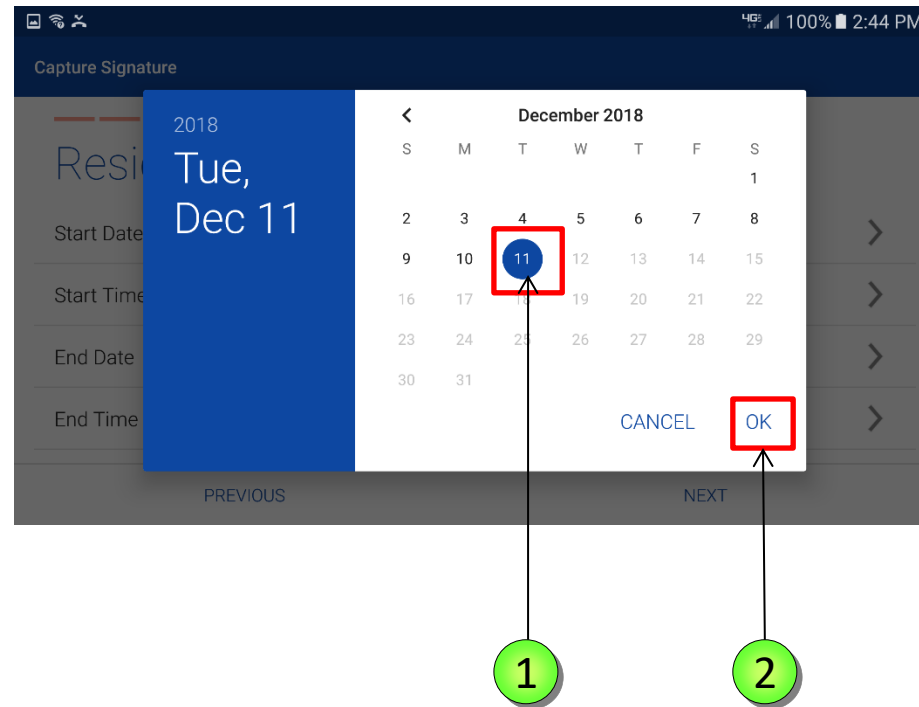 4G 100% 2:44 PM
Capture Signature
Resi
Start Date
Start Time
End Date
End Time
PREVIOUS NEXT
2018
Tue,
Dec 11
December 2018
S M T W T F S
1
2 3 4 5 6 7 8
9 10 11 12 13 14 15
16 17 18 19 20 21 22
23 24 25 26 27 28 29
30 31
CANCEL OK
1 2